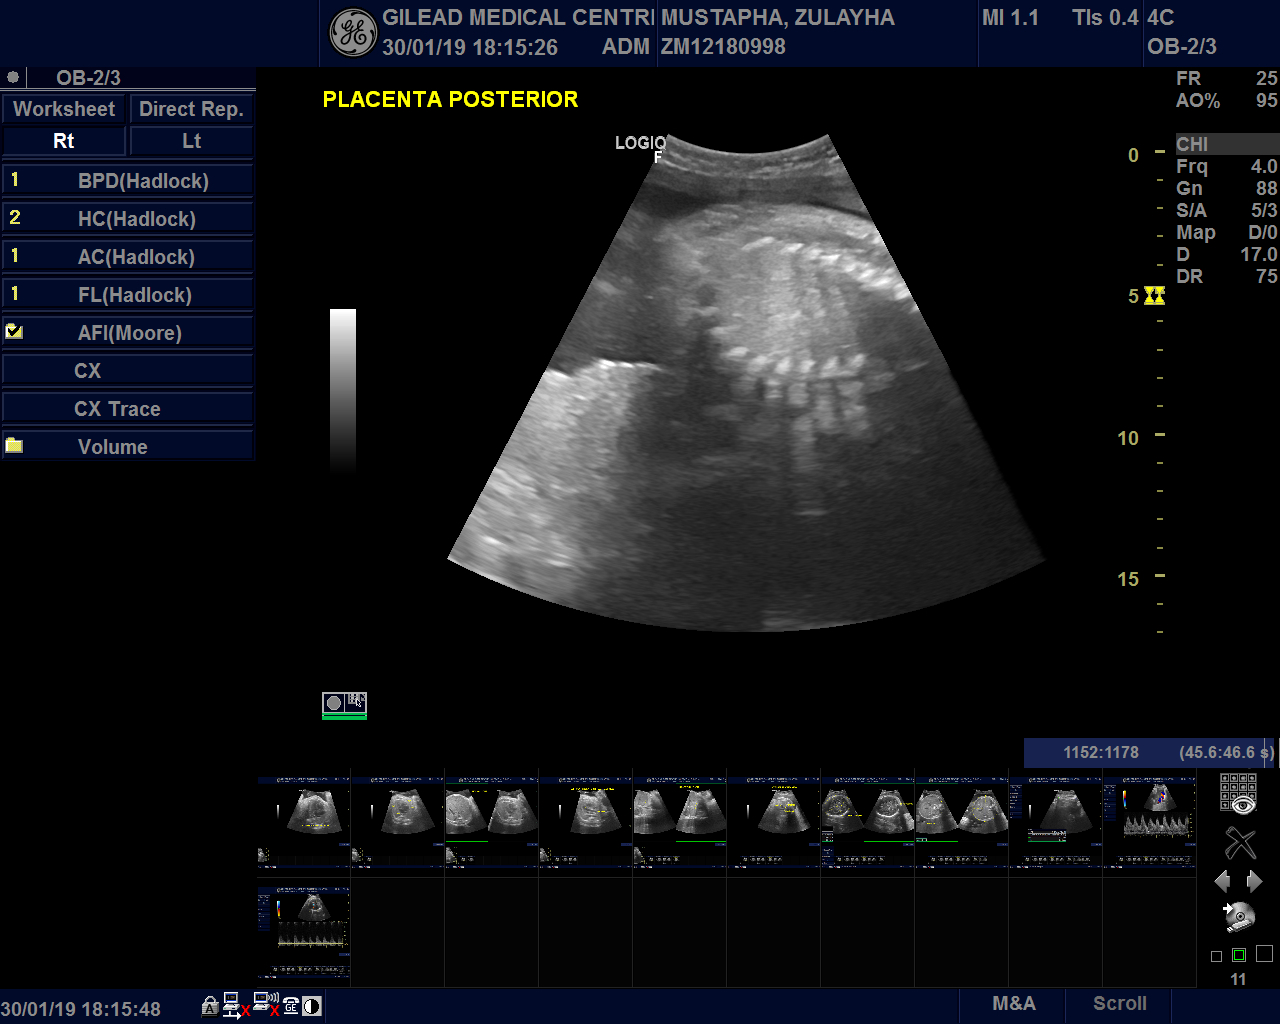 GILEAD MEDICAL CENTR
MUSTAPHA, ZULAYHA
MI 1.1 TIs 0.4
4C
30/01/19 18:15:26 ADM
ZM12180998
OB-2/3
OB-2/3
Worksheet Direct Rep.
Rt Lt
1 BPD(Hadlock)
2 HC(Hadlock)
1 AC(Hadlock)
1 FL(Hadlock)
AFI(Moore)
CX
CX Trace
Volume
PLACENTA POSTERIOR
LOGIQ
F
0
5
10
15
FR 25
AO% 95
CHI
Frq 4.0
Gn 88
S/A 5/3
Map D/0
D 17.0
DR 75
1152:1178 (45.6:46.6 s)
11
30/01/19 18:15:48
GE
M&A
Scroll